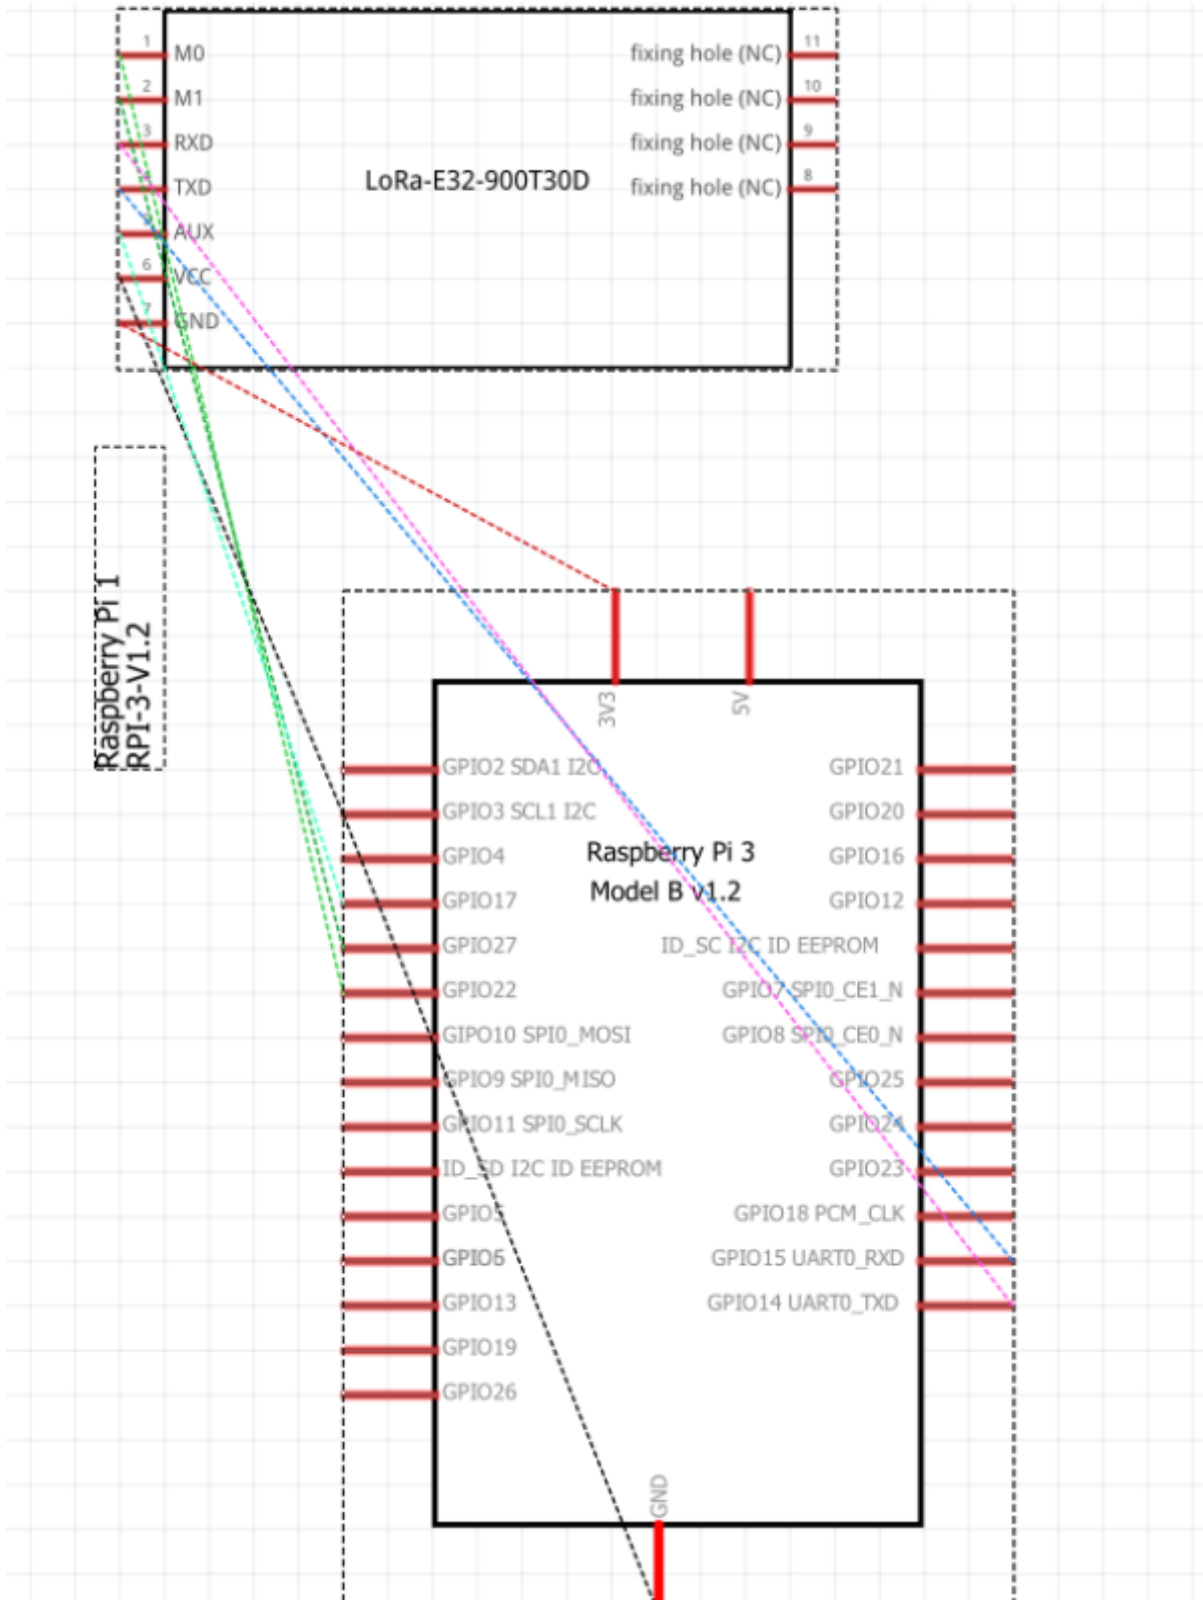 1
M0
2
M1
3
RXD
TXD
AUX
6
VCC
7
GND
fixing hole (NC)
11
fixing hole (NC)
10
fixing hole (NC)
9
fixing hole (NC)
8
LoRa-E32-900T30D
Raspberry Pi 1
RPI-3-V1.2
3V3
5V
GPIO2 SDA1 I2C
GPIO3 SCL1 I2C
GPIO4
GPIO17
GPIO27
GPIO22
GIPO10 SPI0_MOSI
GPIO9 SPI0_MISO
GPIO11 SPI0_SCLK
ID_SD I2C ID EEPROM
GPIO5
GPIO6
GPIO13
GPIO19
GPIO26
Raspberry Pi 3
Model B v1.2
GPIO21
GPIO20
GPIO16
GPIO12
ID_SC I2C ID EEPROM
GPIO7 SPI0_CE1_N
GPIO8 SPI0_CE0_N
GPIO25
GPIO24
GPIO23
GPIO18 PCM_CLK
GPIO15 UART0_RXD
GPIO14 UART0_TXD
GND